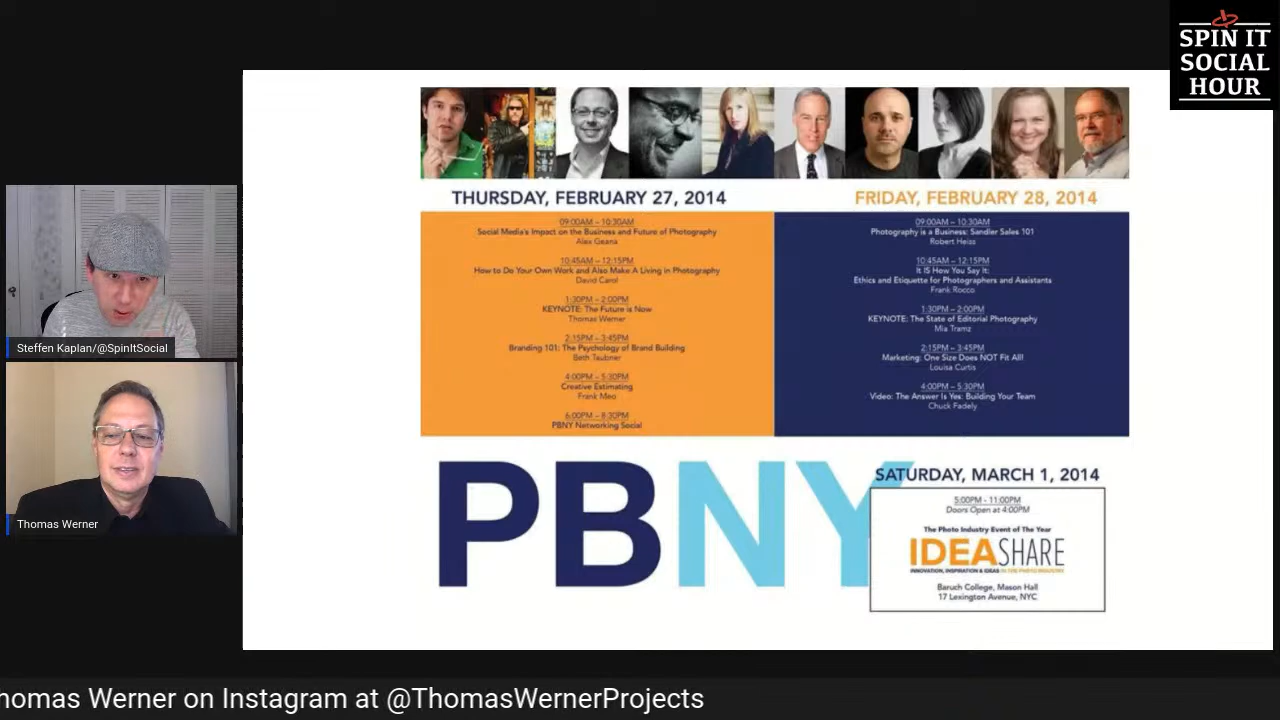 SPIN IT
SOCIAL
HOUR
THURSDAY, FEBRUARY 27, 2014
09:00AM – 10:30AM
Social Media's Impact on the Business and Future of Photography
Alex Geana
10:45AM – 12:15PM
How to Do Your Own Work and Also Make A Living in Photography
David Carol
1:30PM – 2:00PM
KEYNOTE: The Future is Now
Thomas Werner
2:15PM – 3:45PM
Branding 101: The Psychology of Brand Building
Beth Taubner
4:00PM – 5:30PM
Creative Estimating
Frank Meo
6:00PM – 8:30PM
PBNY Networking Social
FRIDAY, FEBRUARY 28, 2014
09:00AM – 10:30AM
Photography is a Business: Sandler Sales 101
Robert Heiss
10:45AM – 12:15PM
It IS How You Say It:
Ethics and Etiquette for Photographers and Assistants
Frank Rocco
1:30PM – 2:00PM
KEYNOTE: The State of Editorial Photography
Mia Tramz
2:15PM – 3:45PM
Marketing: One Size Does NOT Fit All!
Louisa Curtis
4:00PM – 5:30PM
Video: The Answer Is Yes: Building Your Team
Chuck Fadely
PBNY
SATURDAY, MARCH 1, 2014
5:00PM - 11:00PM
Doors Open at 4:00PM
The Photo Industry Event of The Year
IDEASHARE
INNOVATION, INSPIRATION & IDEAS IN THE PHOTO INDUSTRY
Baruch College, Mason Hall
17 Lexington Avenue, NYC
Steffen Kaplan/@SpinItSocial
Thomas Werner
homas Werner on Instagram at @ThomasWernerProjects